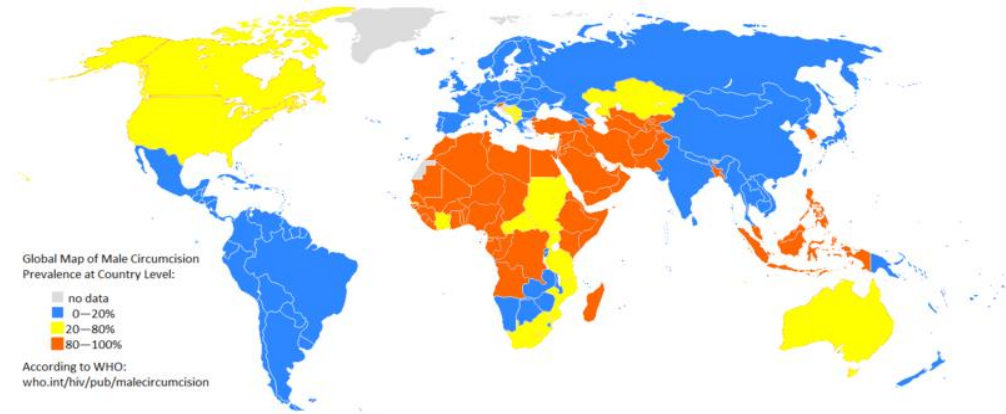 Global Map of Male Circumcision
Prevalence at Country Level:
no data
0—20%
20—80%
80—100%
According to WHO:
who.int/hiv/pub/malecircumcision